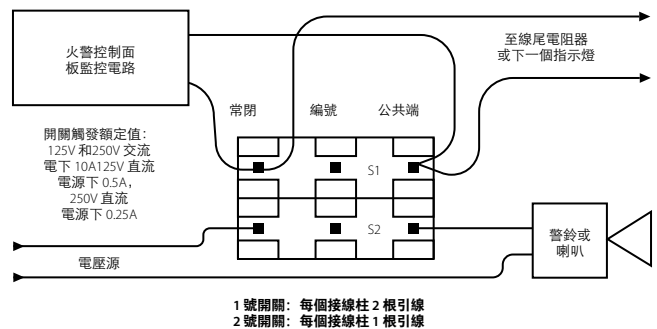 火警控制面
板監控電路
至線尾電阻器
或下一個指示燈
常閉
編號
公共端
開關觸發額定值：
125V 和250V 交流
電下 10A125V 直流
電源下 0.5A，
250V 直流
電源下 0.25A
S1
S2
電壓源
警鈴或
喇叭
1 號開關：每個接線柱 2 根引線
2 號開關：每個接線柱 1 根引線